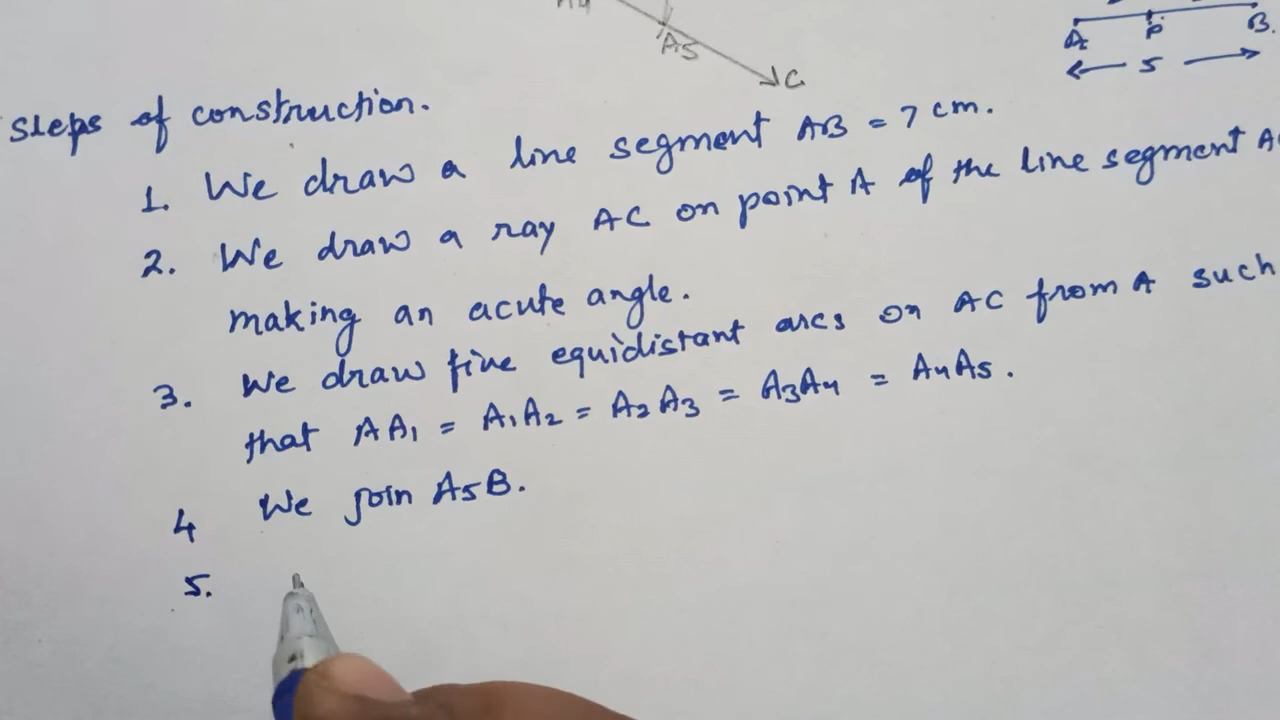 A5
C
A P B.
5
Steps of construction.
1. We draw a line segment AB = 7 cm.
2. We draw a ray AC on point A of the line segment
making an acute angle.
3. We draw five equidistant arcs on AC from A such
that AA1 = A1A2 = A2A3 = A3A4 = A4A5.
4 We join A5B.
5.